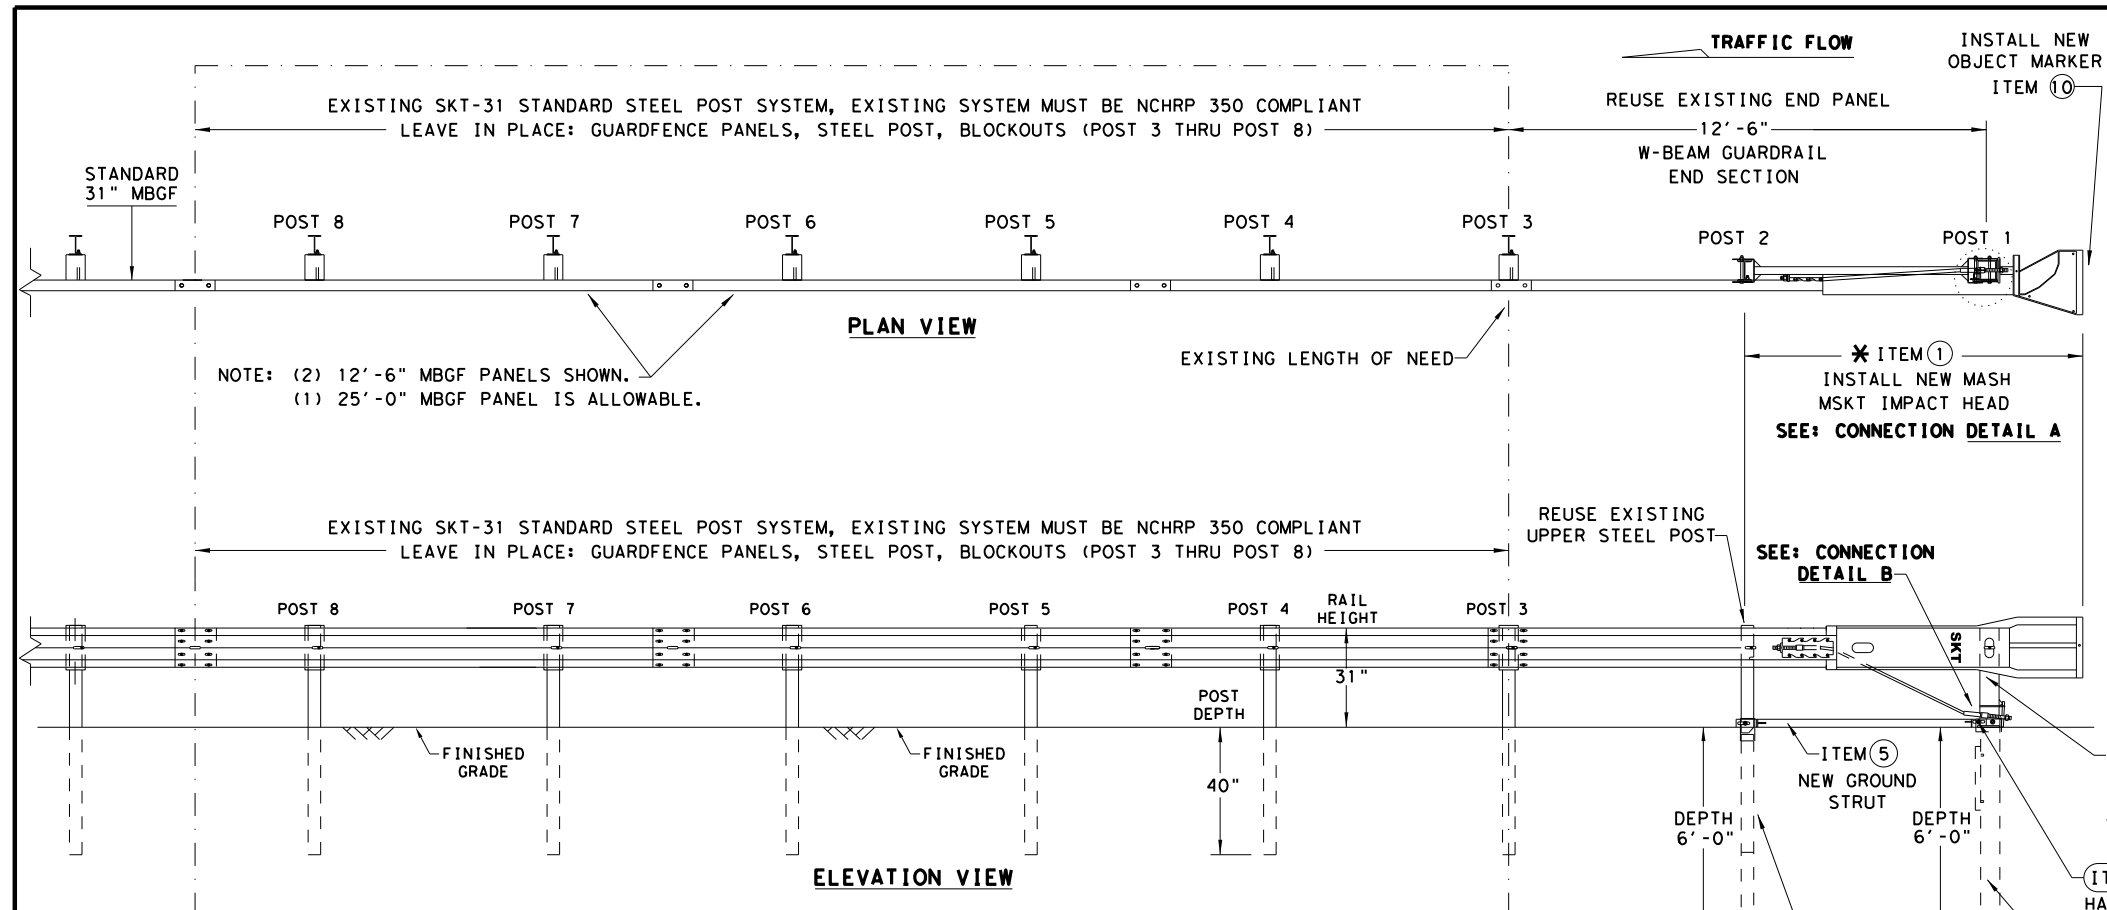 TRAFFIC FLOW
INSTALL NEW
OBJECT MARKER
ITEM 10
EXISTING SKT-31 STANDARD STEEL POST SYSTEM, EXISTING SYSTEM MUST BE NCHRP 350 COMPLIANT
LEAVE IN PLACE: GUARDFENCE PANELS, STEEL POST, BLOCKOUTS (POST 3 THRU POST 8)
REUSE EXISTING END PANEL
12'-6"
W-BEAM GUARDRAIL
END SECTION
STANDARD
31" MBGF
POST 8
POST 7
POST 6
POST 5
POST 4
POST 3
POST 2
POST 1
PLAN VIEW
EXISTING LENGTH OF NEED
NOTE: (2) 12'-6" MBGF PANELS SHOWN.
(1) 25'-0" MBGF PANEL IS ALLOWABLE.
* ITEM 1
INSTALL NEW MASH
MSKT IMPACT HEAD
SEE: CONNECTION DETAIL A
EXISTING SKT-31 STANDARD STEEL POST SYSTEM, EXISTING SYSTEM MUST BE NCHRP 350 COMPLIANT
LEAVE IN PLACE: GUARDFENCE PANELS, STEEL POST, BLOCKOUTS (POST 3 THRU POST 8)
REUSE EXISTING
UPPER STEEL POST
SEE: CONNECTION
DETAIL B
POST 8
POST 7
POST 6
POST 5
POST 4
RAIL
HEIGHT
POST 3
SKT
31"
POST
DEPTH
FINISHED
GRADE
FINISHED
GRADE
40"
ITEM 5
NEW GROUND
STRUT
DEPTH
6'-0"
DEPTH
6'-0"
ELEVATION VIEW